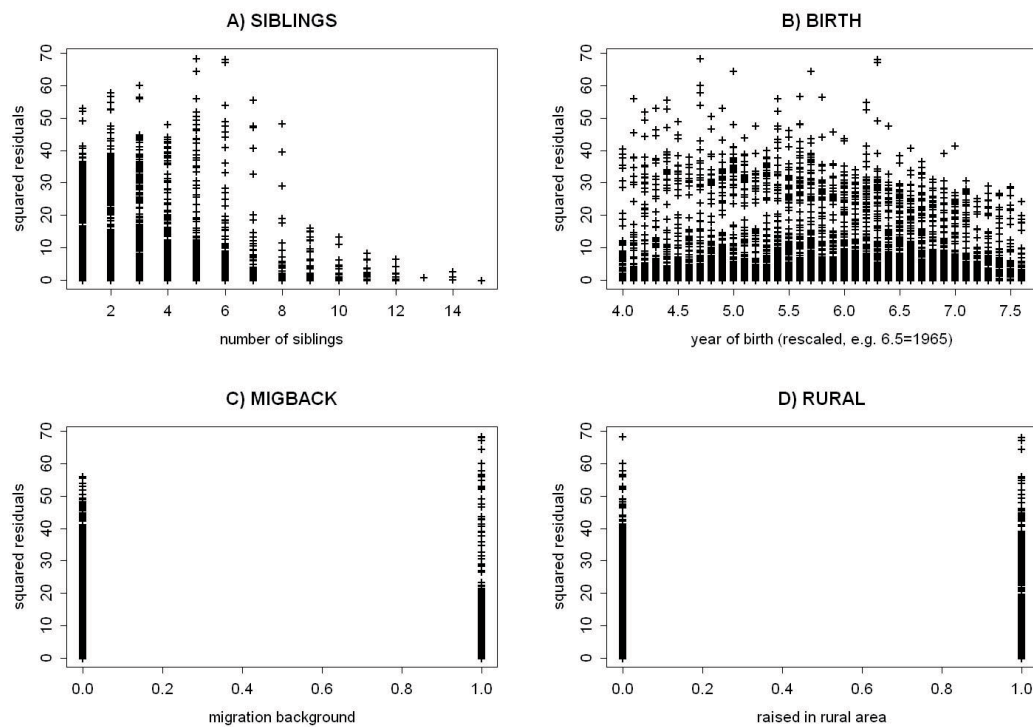 A) SIBLINGS
squared residuals
0 10 20 30 40 50 60 70
2 4 6 8 10 12 14
number of siblings
B) BIRTH
squared residuals
0 10 20 30 40 50 60 70
4.0 4.5 5.0 5.5 6.0 6.5 7.0 7.5
year of birth (rescaled, e.g. 6.5=1965)
C) MIGBACK
squared residuals
0 10 20 30 40 50 60 70
0.0 0.2 0.4 0.6 0.8 1.0
migration background
D) RURAL
squared residuals
0 10 20 30 40 50 60 70
0.0 0.2 0.4 0.6 0.8 1.0
raised in rural area